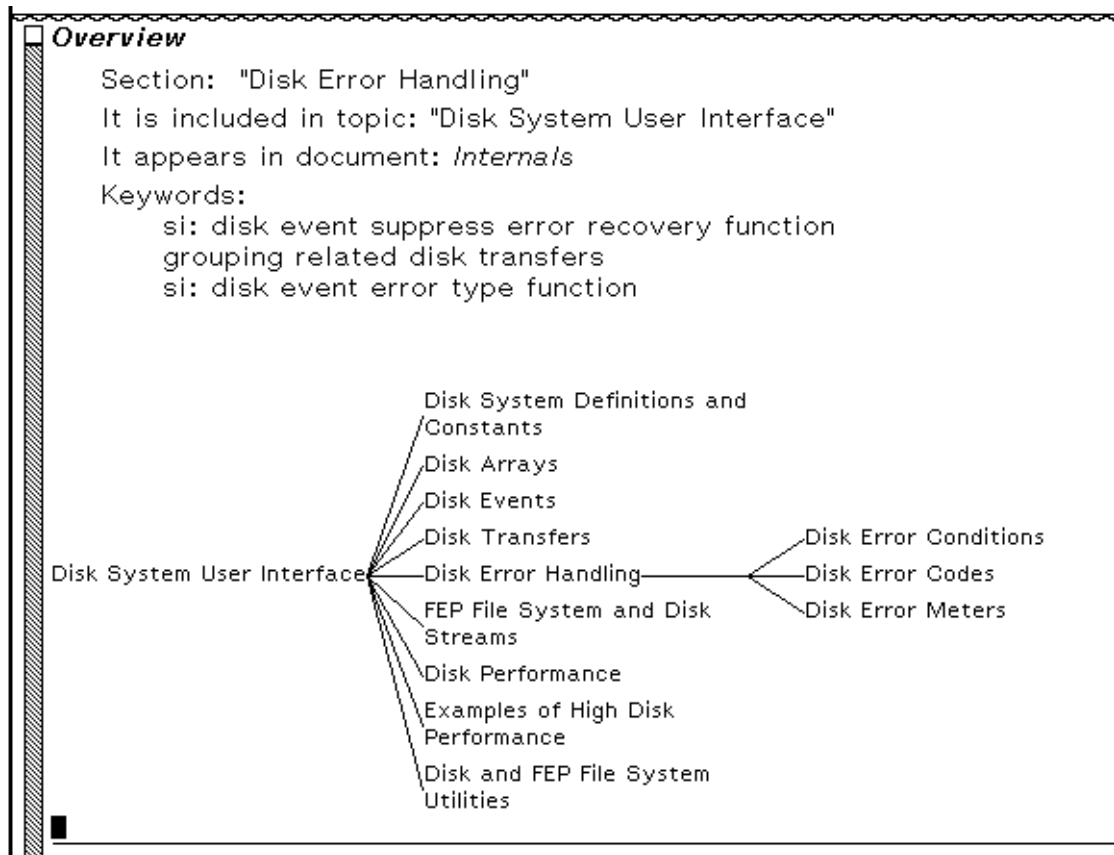 Overview
Section: "Disk Error Handling"
It is included in topic: "Disk System User Interface"
It appears in document: Internals
Keywords:
si: disk event suppress error recovery function
grouping related disk transfers
si: disk event error type function
Disk System User Interface
Disk System Definitions and
Constants
Disk Arrays
Disk Events
Disk Transfers
Disk Error Handling
FEP File System and Disk
Streams
Disk Performance
Examples of High Disk
Performance
Disk and FEP File System
Utilities
Disk Error Conditions
Disk Error Codes
Disk Error Meters